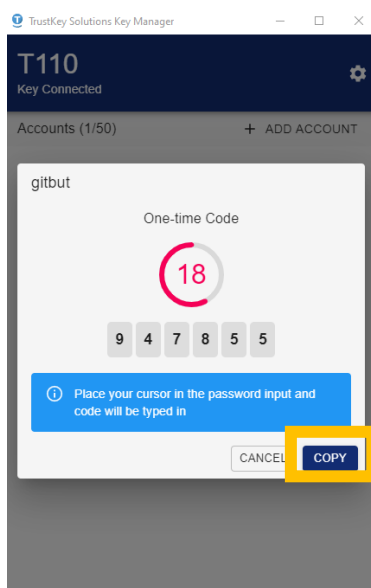 TrustKey Solutions Key Manager
T110
Key Connected
Accounts (1/50)
+ ADD ACCOUNT
gitbut
One-time Code
18
9 4 7 8 5 5
Place your cursor in the password input and
code will be typed in
CANCEL
COPY